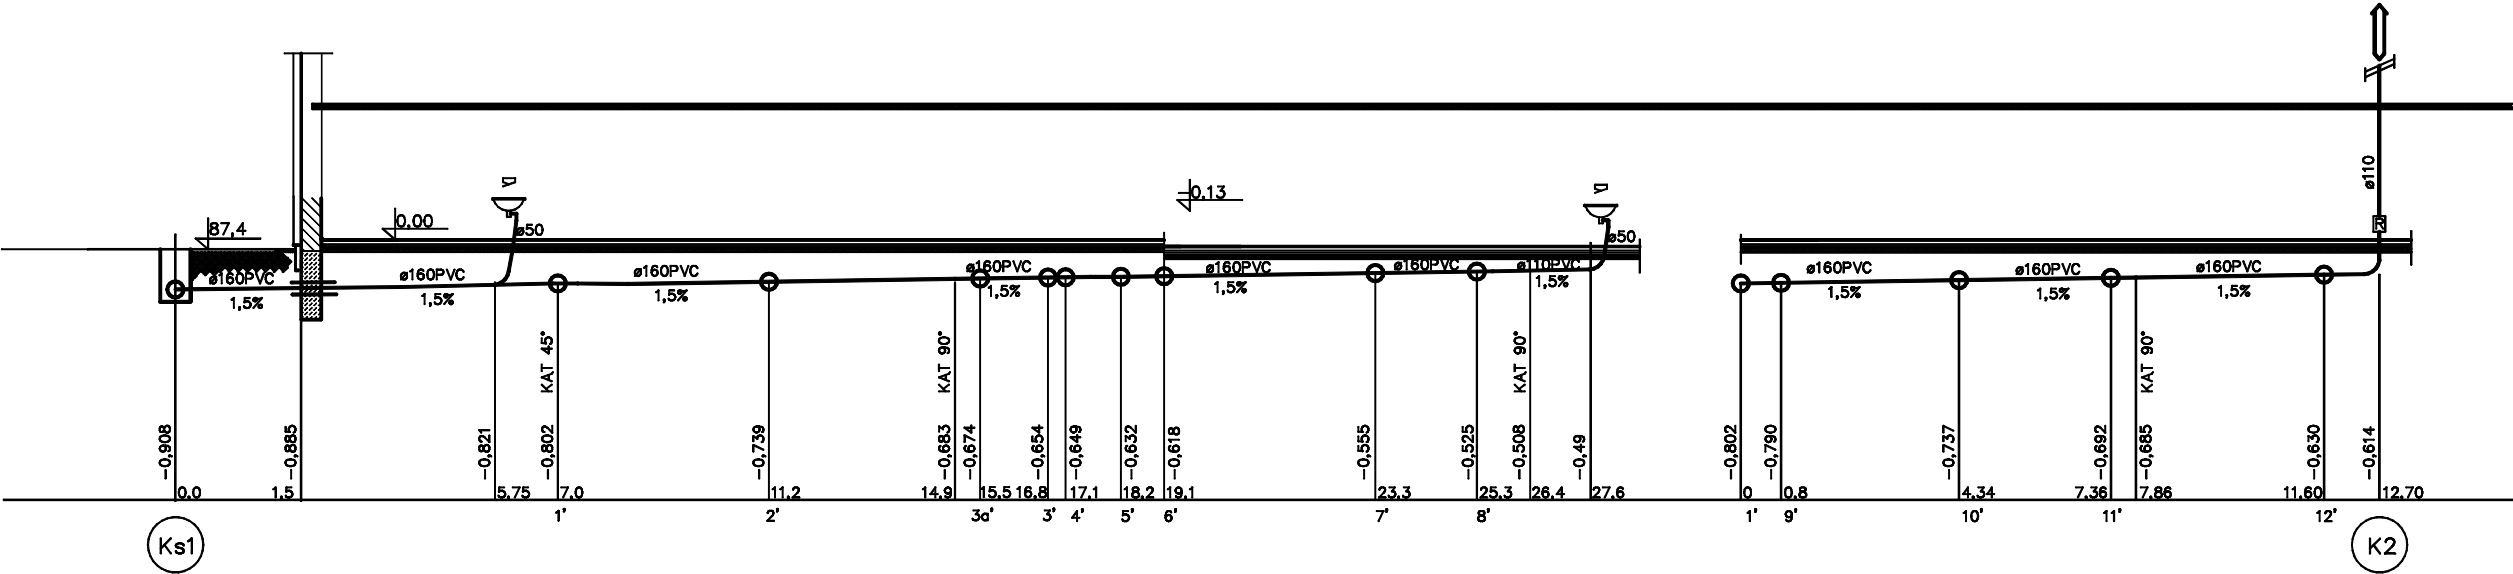 ø110
-0,13
87,4
0,00
ø50
ø50
R
ø160PVC
ø160PVC
ø160PVC
ø160PVC
ø160PVC
ø160PVC
ø110PVC
ø160PVC
ø160PVC
ø160PVC
1,5%
1,5%
1,5%
1,5%
1,5%
1,5%
1,5%
1,5%
1,5%
KAT 45°
KAT 90°
KAT 90°
KAT 90°
-0,908
-0,885
-0,821
-0,802
-0,739
-0,683
-0,674
-0,654
-0,649
-0,632
-0,618
-0,555
-0,525
-0,508
-0,49
-0,802
-0,790
-0,737
-0,692
-0,685
-0,630
-0,614
0,0 1,5 5,75 7,0 11,2 14,9 15,5 16,8 17,1 18,2 19,1 23,3 25,3 26,4 27,6 0 0,8 4,34 7,36 7,86 11,60 12,70
1' 2' 3a' 3' 4' 5' 6' 7' 8' 1' 9' 10' 11' 12'
Ks1 K2